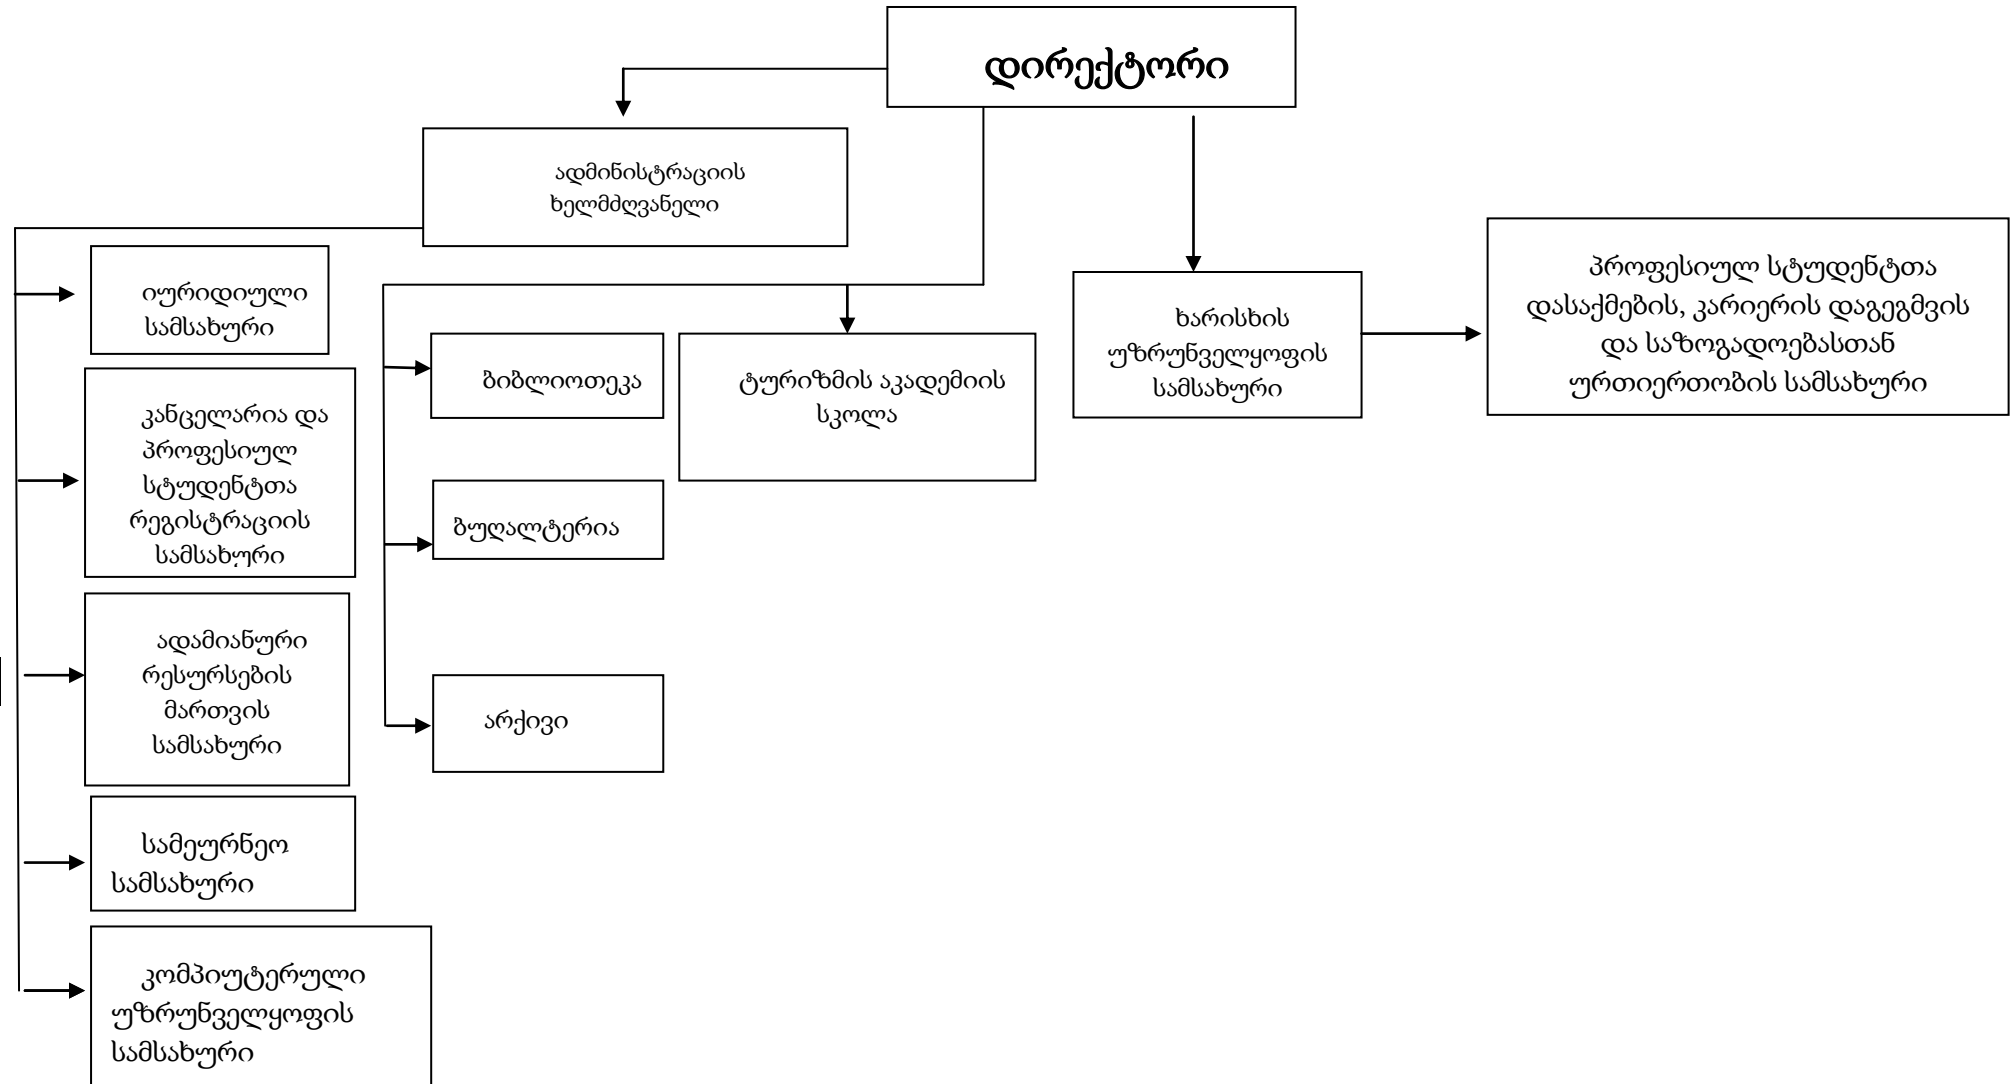 დირექტორი
ადმინისტრაციის
ხელმძღვანელი
იურიდიული
სამსახური
კანცელარია და
პროფესიულ
სტუდენტთა
რეგისტრაციის
სამსახური
ადამიანური
რესურსების
მართვის
სამსახური
სამეურნეო
სამსახური
კომპიუტერული
უზრუნველყოფის
სამსახური
ბიბლიოთეკა
ბუღალტერია
არქივი
ტურიზმის აკადემიის
სკოლა
ხარისხის
უზრუნველყოფის
სამსახური
პროფესიულ სტუდენტთა
დასაქმების, კარიერის დაგეგმვის
და საზოგადოებასთან
ურთიერთობის სამსახური